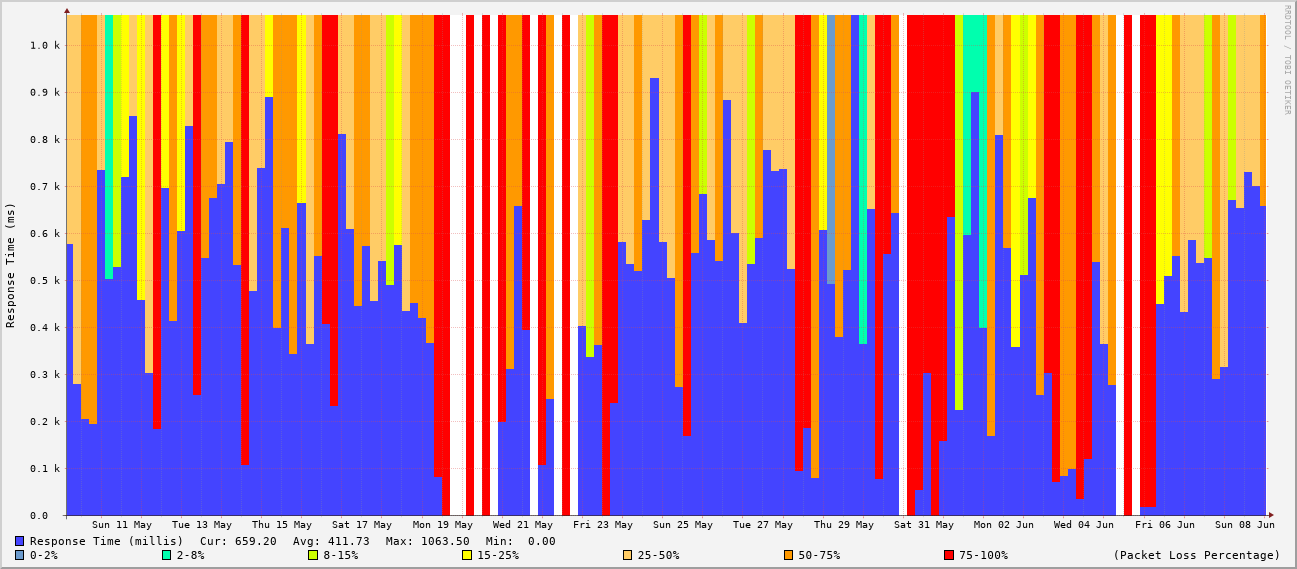 RRDTOOL / TOBI OETIKER
Response Time (ms)
1.0 k
0.9 k
0.8 k
0.7 k
0.6 k
0.5 k
0.4 k
0.3 k
0.2 k
0.1 k
0.0
Sun 11 May Tue 13 May Thu 15 May Sat 17 May Mon 19 May Wed 21 May Fri 23 May Sun 25 May Tue 27 May Thu 29 May Sat 31 May Mon 02 Jun Wed 04 Jun Fri 06 Jun Sun 08 Jun
Response Time (millis) Cur: 659.20 Avg: 411.73 Max: 1063.50 Min: 0.00
0-2% 2-8% 8-15% 15-25% 25-50% 50-75% 75-100% (Packet Loss Percentage)